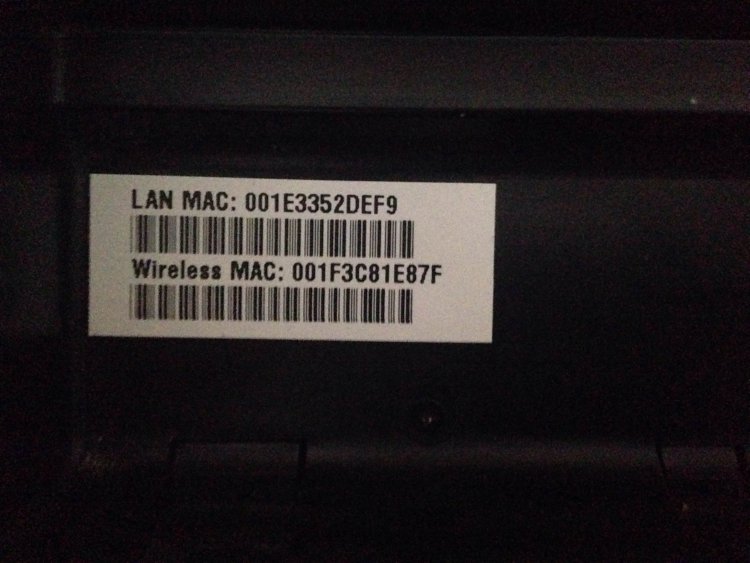 LAN MAC: 001E3352DEF9
Wireless MAC: 001F3C81E87F